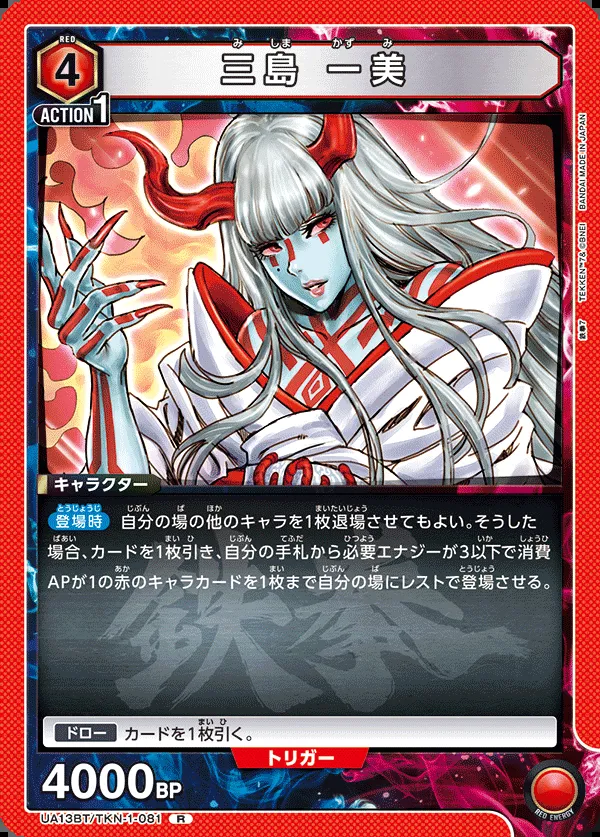 RED
4
ACTION 1
みしま かずみ
三島 一美
鉄拳7 TEKKEN™7& ©BNEI BANDAI MADE IN JAPAN
キャラクター
とうじょうじ じぶん ば ほか まいたいじょう
登場時 自分の場の他のキャラを1枚退場させてもよい。そうした
ばあい まい ひ じぶん てふだ ひつよう いか しょうひ
場合、カードを1枚引き、自分の手札から必要エナジーが3以下で消費
あか まい じぶん ば とうじょう
APが1の赤のキャラカードを1枚まで自分の場にレストで登場させる。
鉄拳
まい ひ
ドロー カードを1枚引く。
トリガー
4000BP
RED ENERGY
UA13BT/TKN-1-081 R